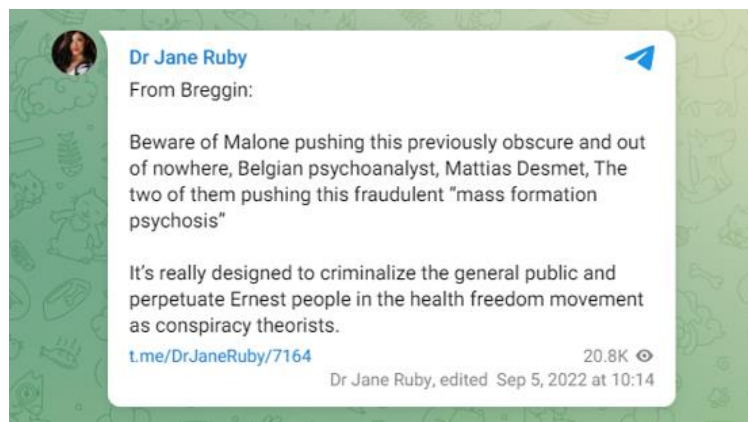 Dr Jane Ruby
From Breggin:
Beware of Malone pushing this previously obscure and out
of nowhere, Belgian psychoanalyst, Mattias Desmet, The
two of them pushing this fraudulent “mass formation
psychosis”
It’s really designed to criminalize the general public and
perpetuate Ernest people in the health freedom movement
as conspiracy theorists.
t.me/DrJaneRuby/7164
20.8K
Dr Jane Ruby, edited Sep 5, 2022 at 10:14